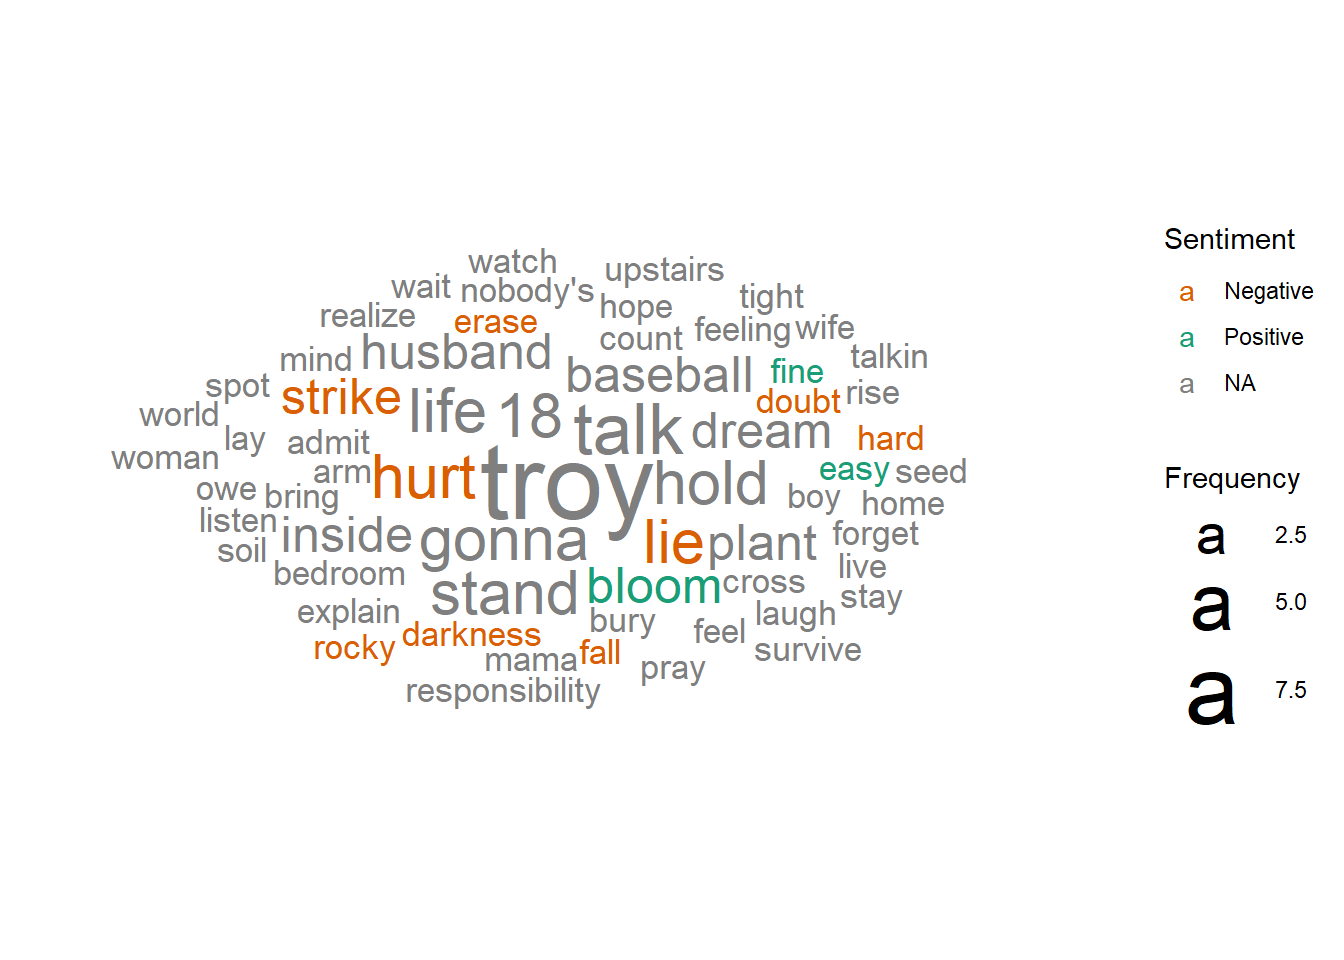 watch
upstairs
wait
nobody's
hope
tight
realize
erase
count
feeling
wife
mind
husband
baseball
fine
talkin
spot
strike
life
18
talk
doubt
rise
world
lay
admit
dream
hard
woman
arm
hurt
troy
hold
easy
seed
owe
bring
boy
home
listen
inside
gonna
lie
plant
forget
soil
bedroom
stand
bloom
cross
live
explain
bury
laugh
stay
rocky
darkness
fall
feel
survive
mama
pray
responsibility
Sentiment
a Negative
a Positive
a NA
Frequency
a 2.5
a 5.0
a 7.5